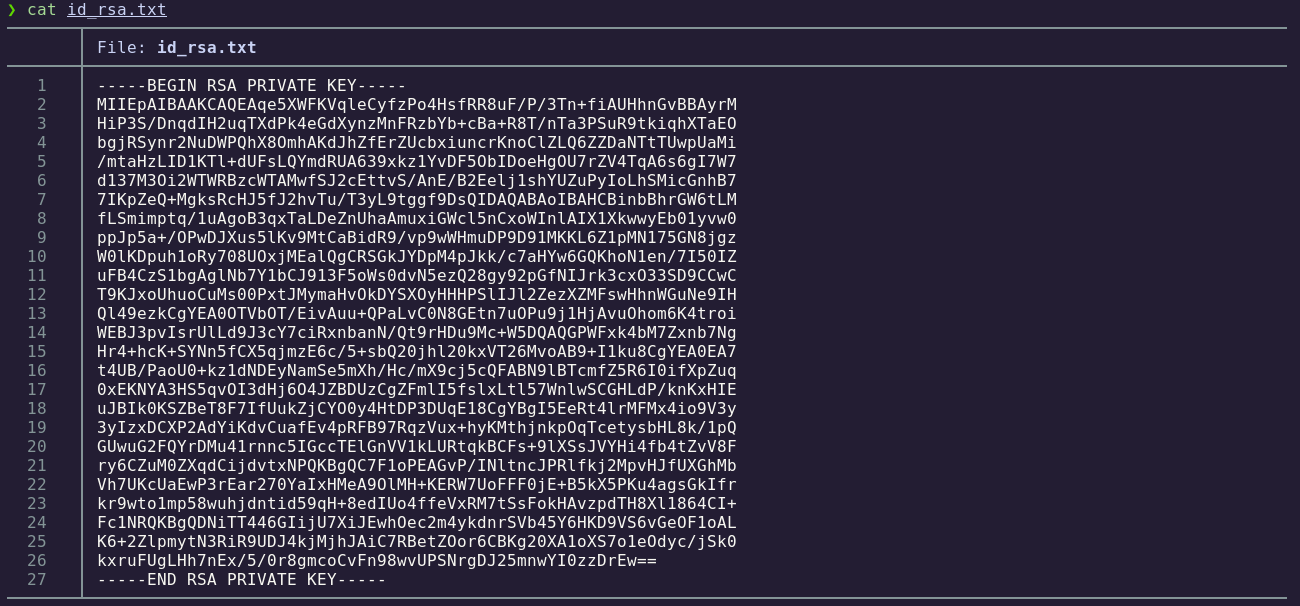 ❯ cat id_rsa.txt
File: id_rsa.txt
1 -----BEGIN RSA PRIVATE KEY-----
2 MIIEpAIBAAKCAQEAqe5XWFKVqleCyfzPo4HsfRR8uF/P/3Tn+fiAUHhnGvBBAyrM
3 HiP3S/DnqdIH2uqTXdPk4eGdXynzMnFRzbYb+cBa+R8T/nTa3PSuR9tkiqhXTaEO
4 bgjRSynr2NuDWPQhX8OmhAKdJhZfErZUcbxiuncrKnoClZLQ6ZZDaNTtTUwpUaMi
5 /mtaHzLID1KTl+dUFsLQYmdRUA639xkz1YvDF5ObIDoeHgOU7rZV4TqA6s6gI7W7
6 d137M3Oi2WTWRBzcWTAMwfSJ2cEttvS/AnE/B2Eelj1shYUZuPyIoLhSMicGnhB7
7 7IKpZeQ+MgksRcHJ5fJ2hvTu/T3yL9tggf9DsQIDAQABAoIBAHCBinbBhrGW6tLM
8 fLSmimptq/1uAgoB3qxTaLDeZnUhaAmuxiGWcl5nCxoWInlAIX1XkwwyEb01yvw0
9 ppJp5a+/OPwDJXus5lKv9MtCaBidR9/vp9wWHmuDP9D91MKKL6Z1pMN175GN8jgz
10 W0lKDpuh1oRy708UOxjMEalQgCRSGkJYDpM4pJkk/c7aHYw6GQKhoN1en/7I50IZ
11 uFB4CzS1bgAglNb7Y1bCJ913F5oWs0dvN5ezQ28gy92pGfNIJrk3cxO33SD9CCwC
12 T9KJxoUhuoCuMs00PxtJMymaHvOkDYSXOyHHHPSlIJl2ZezXZMFswHhnWGuNe9IH
13 Ql49ezkCgYEA0OTVbOT/EivAuu+QPaLvC0N8GEtn7uOPu9j1HjAvuOhom6K4troi
14 WEBJ3pvIsrUlLd9J3cY7ciRxnbanN/Qt9rHDu9Mc+W5DQAQGPWFxk4bM7Zxnb7Ng
15 Hr4+hcK+SYNn5fCX5qjmzE6c/5+sbQ20jhl20kxVT26MvoAB9+I1ku8CgYEA0EA7
16 t4UB/PaoU0+kz1dNDEyNamSe5mXh/Hc/mX9cj5cQFABN9lBTcmfZ5R6I0ifXpZuq
17 0xEKNYA3HS5qvOI3dHj6O4JZBDUzCgZFmlI5fslxLtl57WnlwSCGHLdP/knKxHIE
18 uJBIk0KSZBeT8F7IfUukZjCYO0y4HtDP3DUqE18CgYBgI5EeRt4lrMFMx4io9V3y
19 3yIzxDCXP2AdYiKdvCuafEv4pRFB97RqzVux+hyKMthjnkpOqTcetysbHL8k/1pQ
20 GUwuG2FQYrDMu41rnnc5IGccTElGnVV1kLURtqkBCFs+9lXSsJVYHi4fb4tZvV8F
21 ry6CZuM0ZXqdCijdvtxNPQKBgQC7F1oPEAGvP/INltncJPRlfkj2MpvHJfUXGhMb
22 Vh7UKcUaEwP3rEar270YaIxHMeA9OlMH+KERW7UoFFF0jE+B5kX5PKu4agsGkIfr
23 kr9wto1mp58wuhjdntid59qH+8edIUo4ffeVxRM7tSsFokHAvzpdTH8Xl1864CI+
24 Fc1NRQKBgQDNiTT446GIijU7XiJEwhOec2m4ykdnrSVb45Y6HKD9VS6vGeOF1oAL
25 K6+2ZlpmytN3RiR9UDJ4kjMjhJAiC7RBetZOor6CBKg20XA1oXS7o1eOdyc/jSk0
26 kxruFUgLHh7nEx/5/0r8gmcoCvFn98wvUPSNrgDJ25mnwYI0zzDrEw==
27 -----END RSA PRIVATE KEY-----